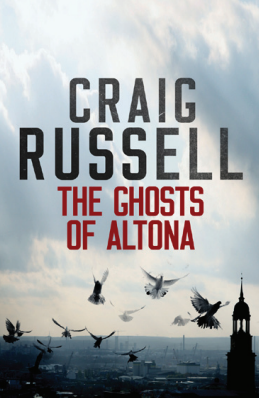 CRAIG
RUSSELL
THE GHOSTS
OF ALTONA